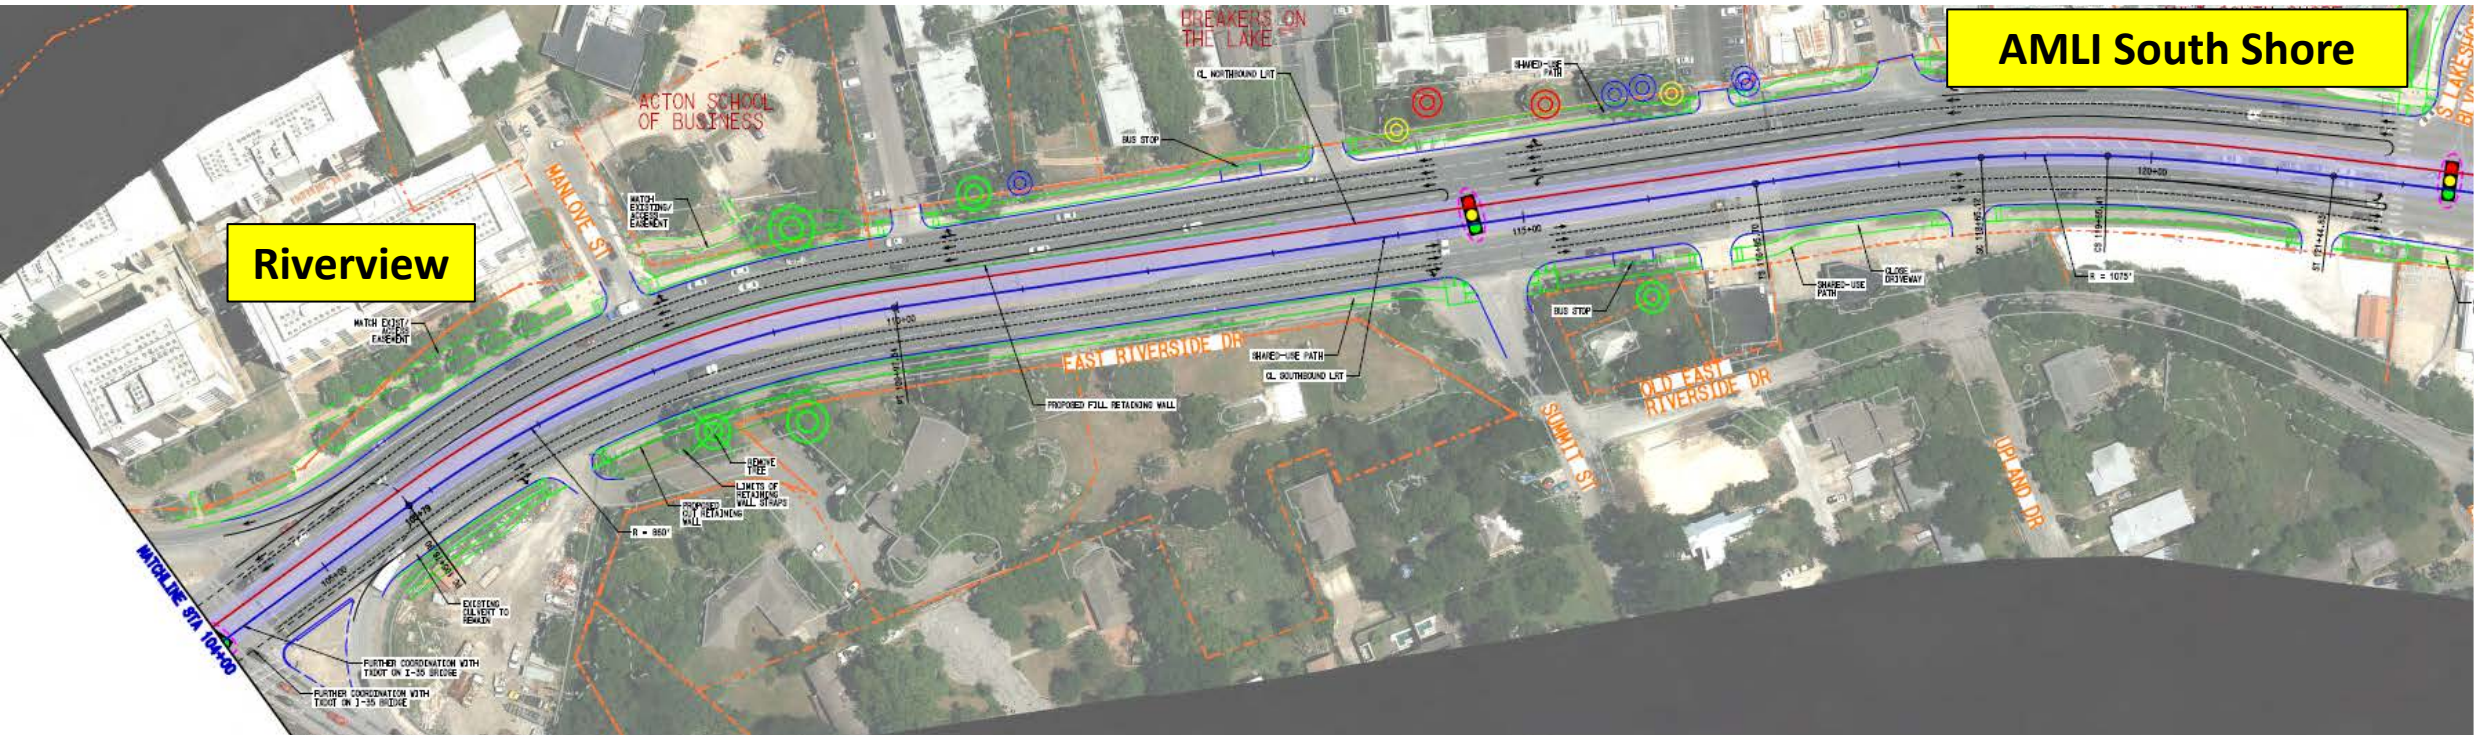 BREAKERS ON
THE LAKE
AMLI South Shore
S LAKESHORE
BLVD
CL NORTHBOUND LRT
SHARED-USE
PATH
ACTON SCHOOL
OF BUSINESS
BUS STOP
MANLOVE ST
MATCH
EXISTING/
ACCESS
EASEMENT
Riverview
MATCH EXIST/
ACCESS
EASEMENT
110+00
115+00
120+00
SHARED-USE
PATH
CLOSE
DRIVEWAY
R = 1075'
BUS STOP
EAST RIVERSIDE DR
SHARED-USE PATH
CL SOUTHBOUND LRT
PROPOSED FILL RETAINING WALL
OLD EAST
RIVERSIDE DR
SUMMIT ST
UPLAND DR
REMOVE
TREE
LIMITS OF
RETAINING
WALL STRAPS
PROPOSED
CUT RETAINING
WALL
R = 860'
MATCHLINE STA 104+00
105+00
EXISTING
CULVERT TO
REMAIN
FURTHER COORDINATION WITH
TXDOT ON I-35 BRIDGE
FURTHER COORDINATION WITH
TXDOT ON I-35 BRIDGE